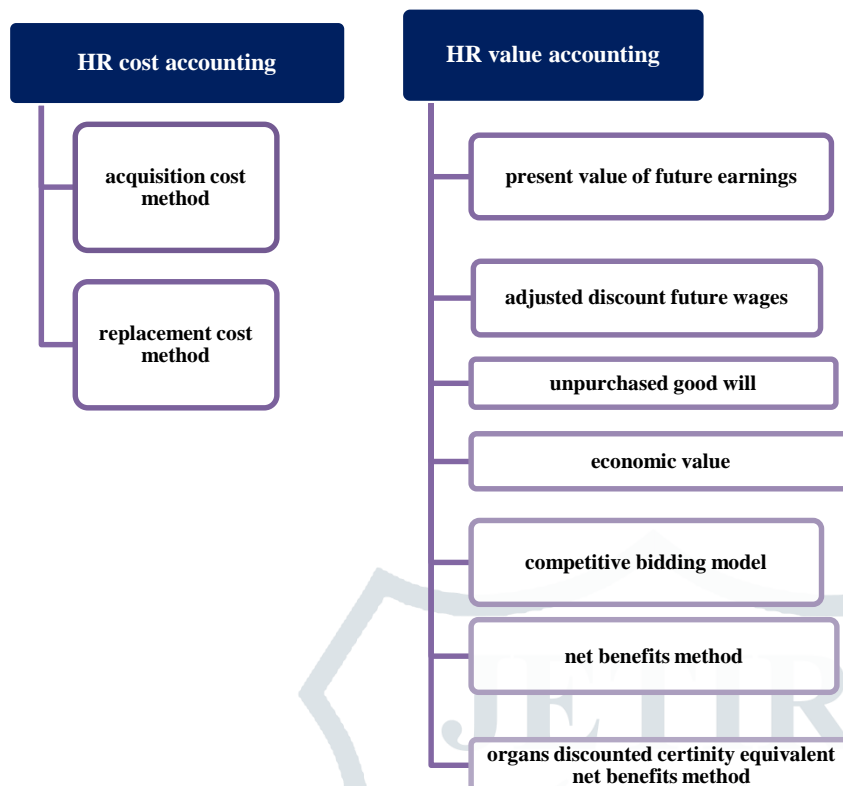 HR cost accounting
acquisition cost
method
replacement cost
method
HR value accounting
present value of future earnings
adjusted discount future wages
unpurchased good will
economic value
competitive bidding model
net benefits method
organs discounted certinity equivalent
net benefits method
JETIR